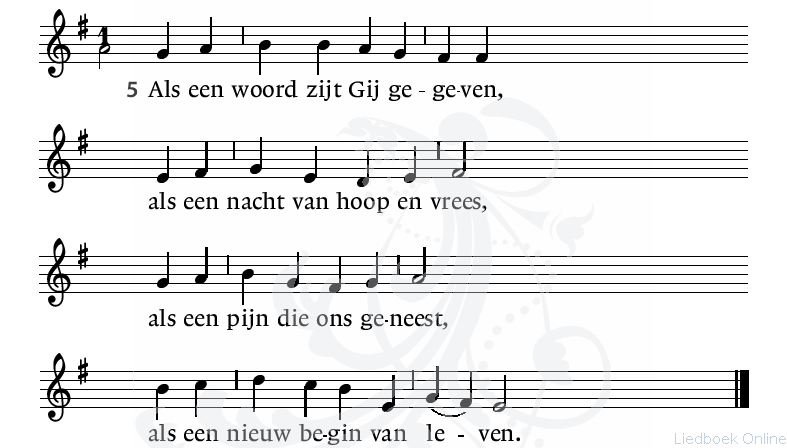 1
5 Als een woord zijt Gij ge - ge-ven,
als een nacht van hoop en vrees,
als een pijn die ons ge-neest,
als een nieuw be-gin van le - ven.
Liedboek Online